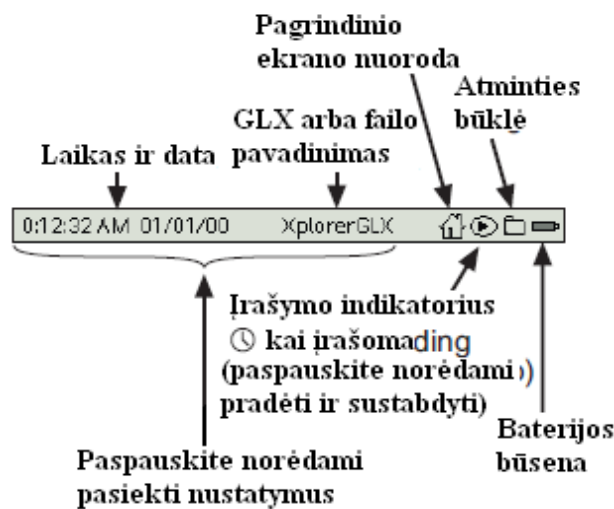 Pagrindinio
ekrano nuoroda
Atminties
būklė
GLX arba failo
pavadinimas
Laikas ir data
0:12:32 AM 01/01/00 XplorerGLX
Įrašymo indikatorius
kai įrašomading
(paspauskite norėdami))
pradėti ir sustabdyti)
Baterijos
būsena
Paspauskite norėdami
pasiekti nustatymus